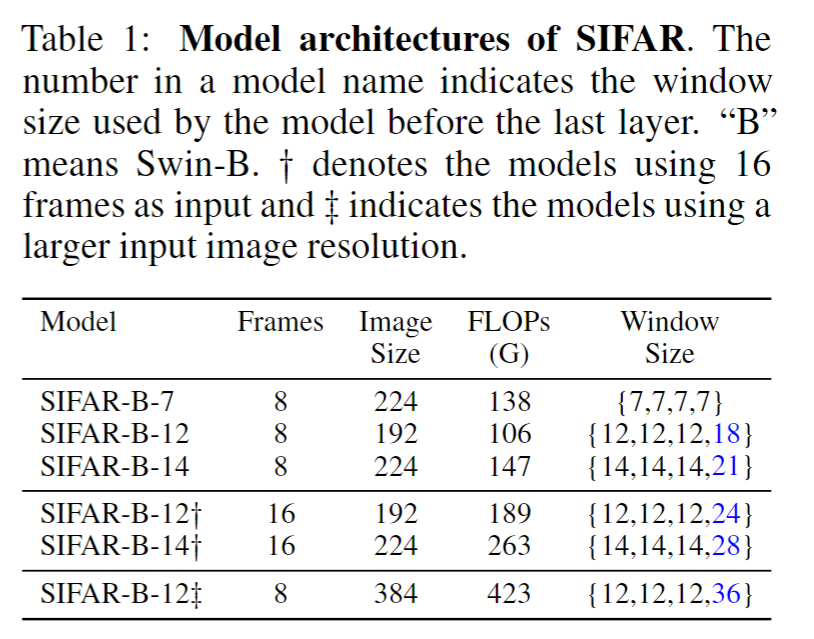 Table 1: Model architectures of SIFAR. The
number in a model name indicates the window
size used by the model before the last layer. “B”
means Swin-B. † denotes the models using 16
frames as input and ‡ indicates the models using a
larger input image resolution.
Model Frames Image FLOPs Window
Size (G) Size
SIFAR-B-7 8 224 138 {7,7,7,7}
SIFAR-B-12 8 192 106 {12,12,12,18}
SIFAR-B-14 8 224 147 {14,14,14,21}
SIFAR-B-12† 16 192 189 {12,12,12,24}
SIFAR-B-14† 16 224 263 {14,14,14,28}
SIFAR-B-12‡ 8 384 423 {12,12,12,36}